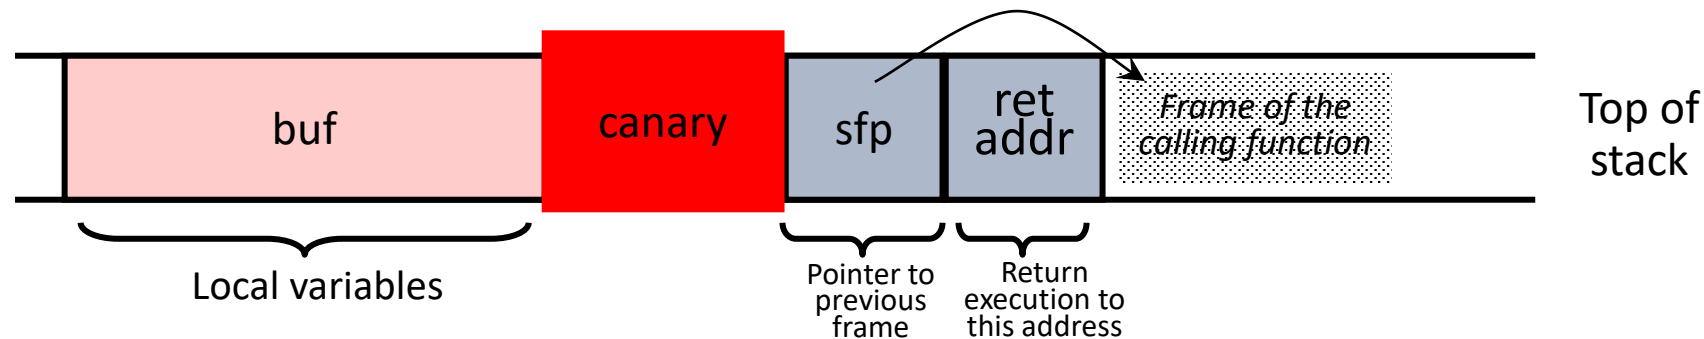 buf
canary
sfp
ret
addr
Frame of the
calling function
Top of
stack
Local variables
Pointer to
previous
frame
Return
execution to
this address